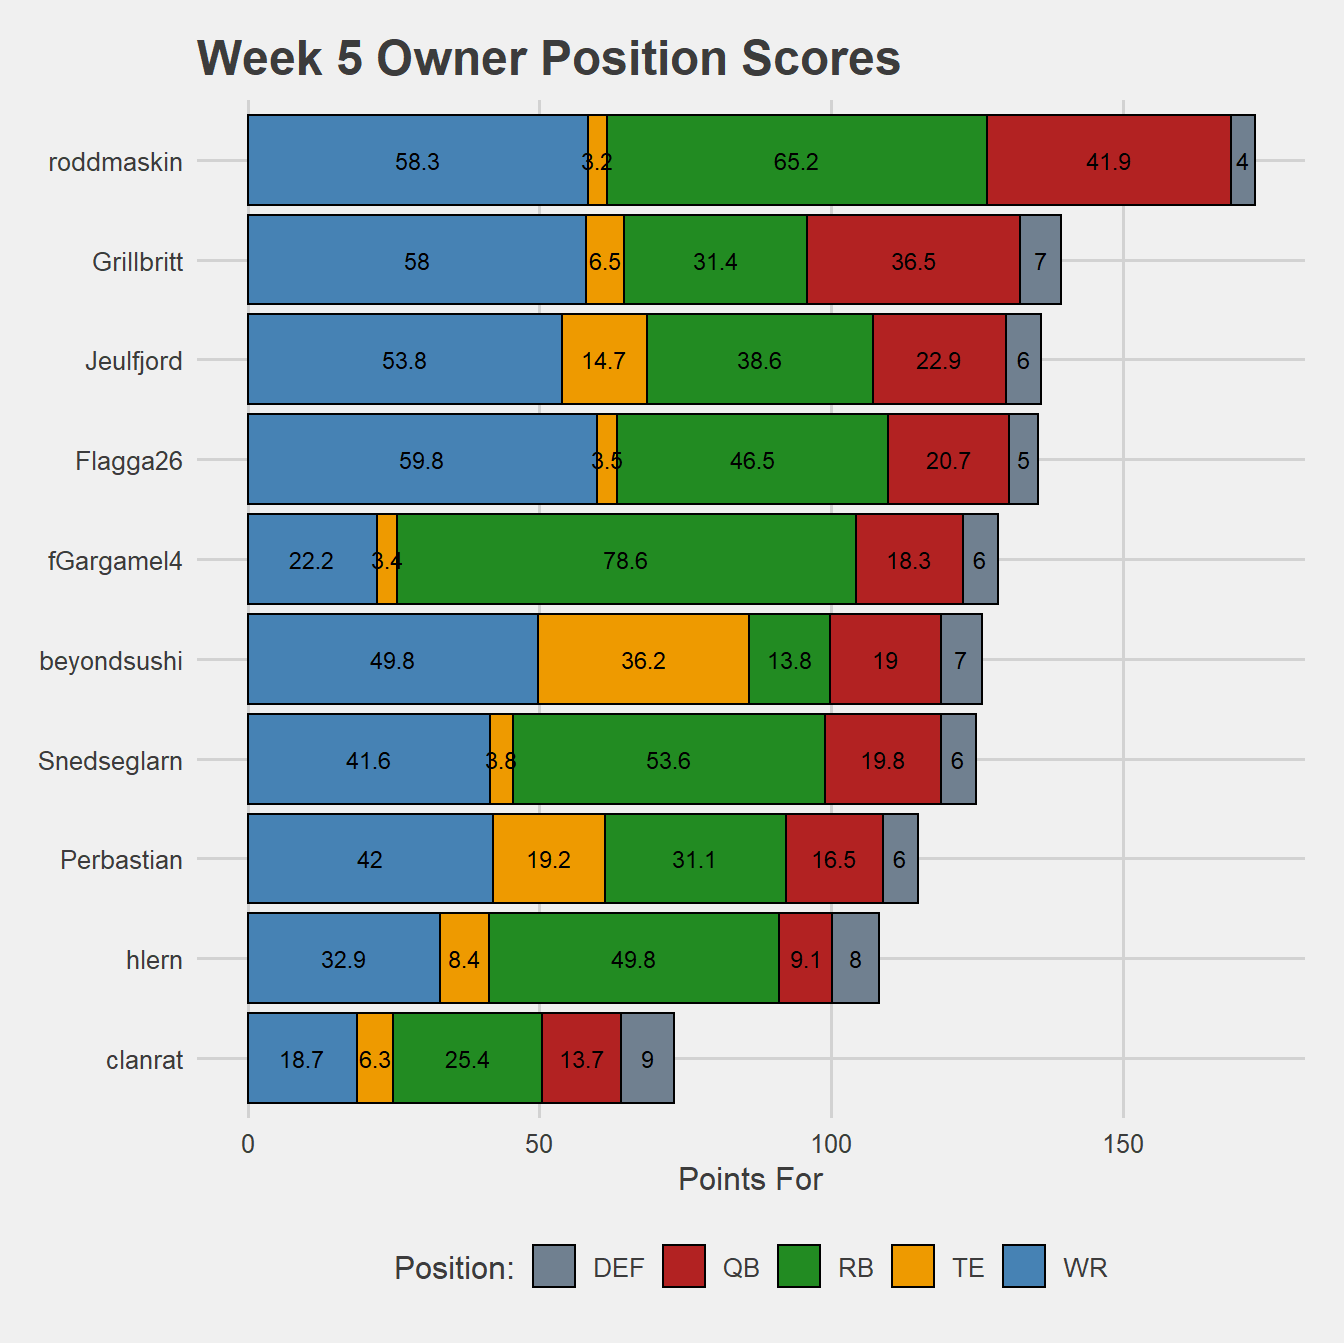 Week 5 Owner Position Scores
roddmaskin 58.3 3.2 65.2 41.9 4
Grillbritt 58 6.5 31.4 36.5 7
Jeulfjord 53.8 14.7 38.6 22.9 6
Flagga26 59.8 3.5 46.5 20.7 5
fGargamel4 22.2 3.4 78.6 18.3 6
beyondsushi 49.8 36.2 13.8 19 7
Snedseglarn 41.6 3.8 53.6 19.8 6
Perbastian 42 19.2 31.1 16.5 6
hlern 32.9 8.4 49.8 9.1 8
clanrat 18.7 6.3 25.4 13.7 9
0 50 100 150
Points For
Position: DEF QB RB TE WR